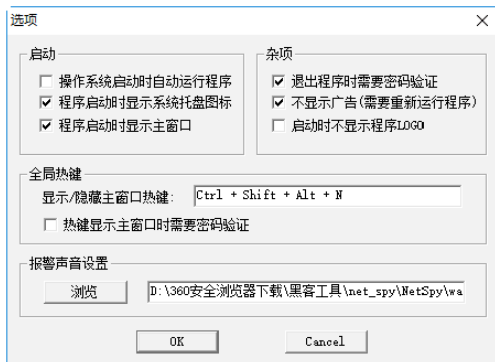 选项
启动
操作系统启动时自动运行程序
程序启动时显示系统托盘图标
程序启动时显示主窗口
杂项
退出程序时需要密码验证
不显示广告(需要重新运行程序)
启动时不显示程序LOGO
全局热键
显示/隐藏主窗口热键: Ctrl + Shift + Alt + N
热键显示主窗口时需要密码验证
报警声音设置
浏览 D:\360安全浏览器下载\黑客工具\net_spy\NetSpy\wa
OK Cancel